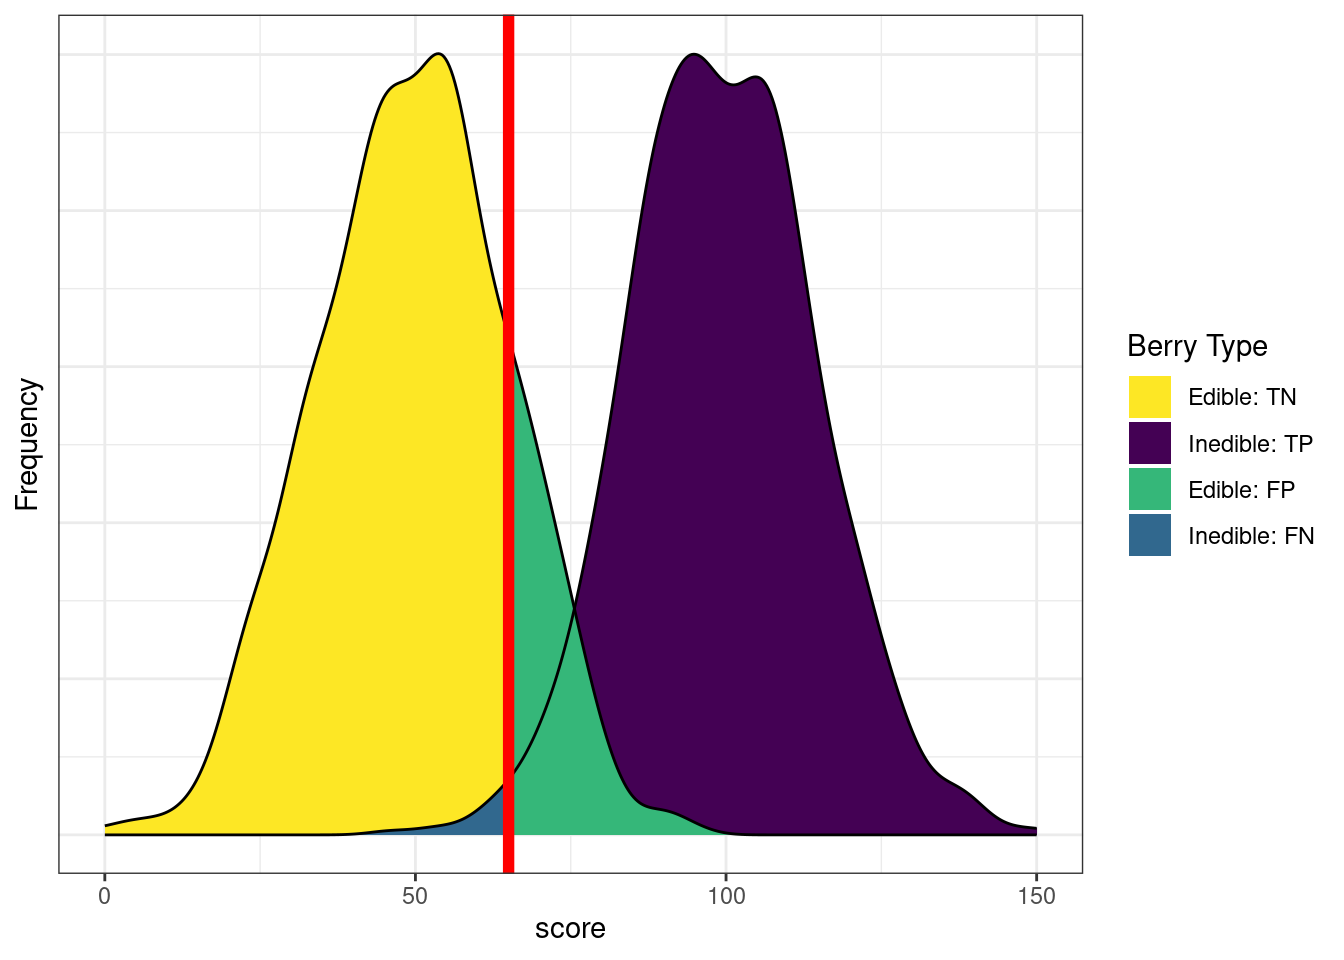 Frequency
0
50
100
150
score
Berry Type
Edible: TN
Inedible: TP
Edible: FP
Inedible: FN